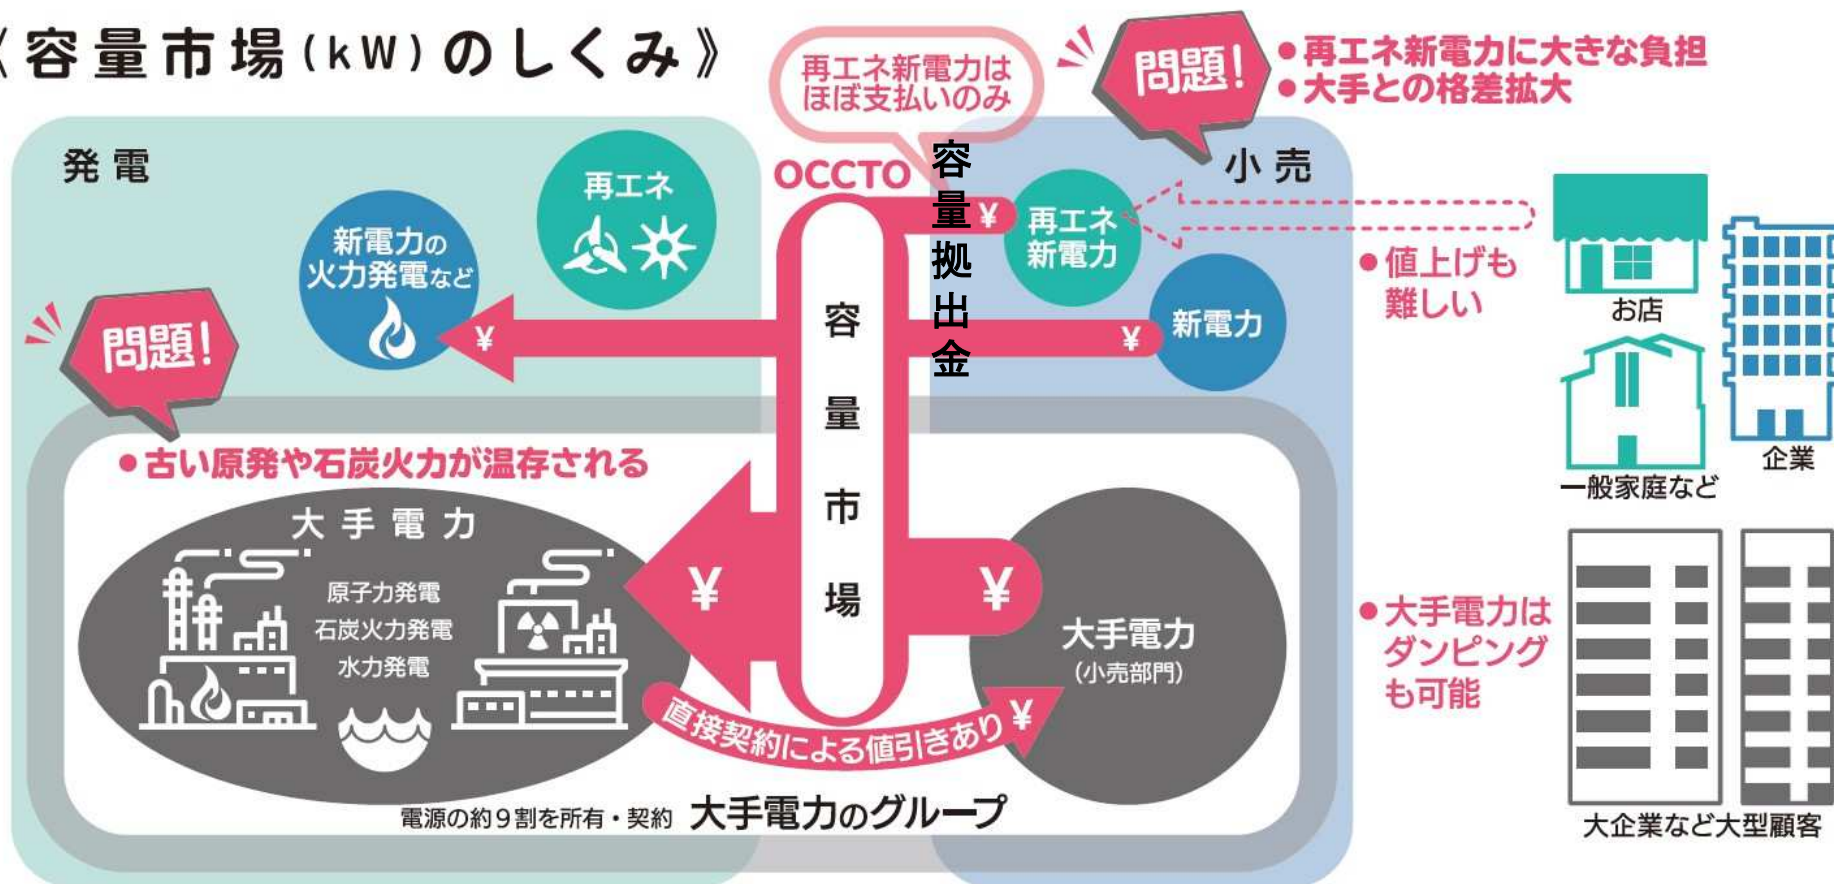 《容量市場(kW)のしくみ》
再エネ新電力は
ほぼ支払いのみ
問題!
●再エネ新電力に大きな負担
●大手との格差拡大
発電
小売
OCCTO
容量拠出金
再エネ
新電力の
火力発電など
¥
¥
再エネ
新電力
¥
新電力
●値上げも
難しい
お店
企業
一般家庭など
問題!
●古い原発や石炭火力が温存される
容量市場
大手電力
原子力発電
石炭火力発電
水力発電
¥
¥
大手電力
(小売部門)
直接契約による値引きあり ¥
●大手電力は
ダンピング
も可能
電源の約9割を所有・契約 大手電力のグループ
大企業など大型顧客